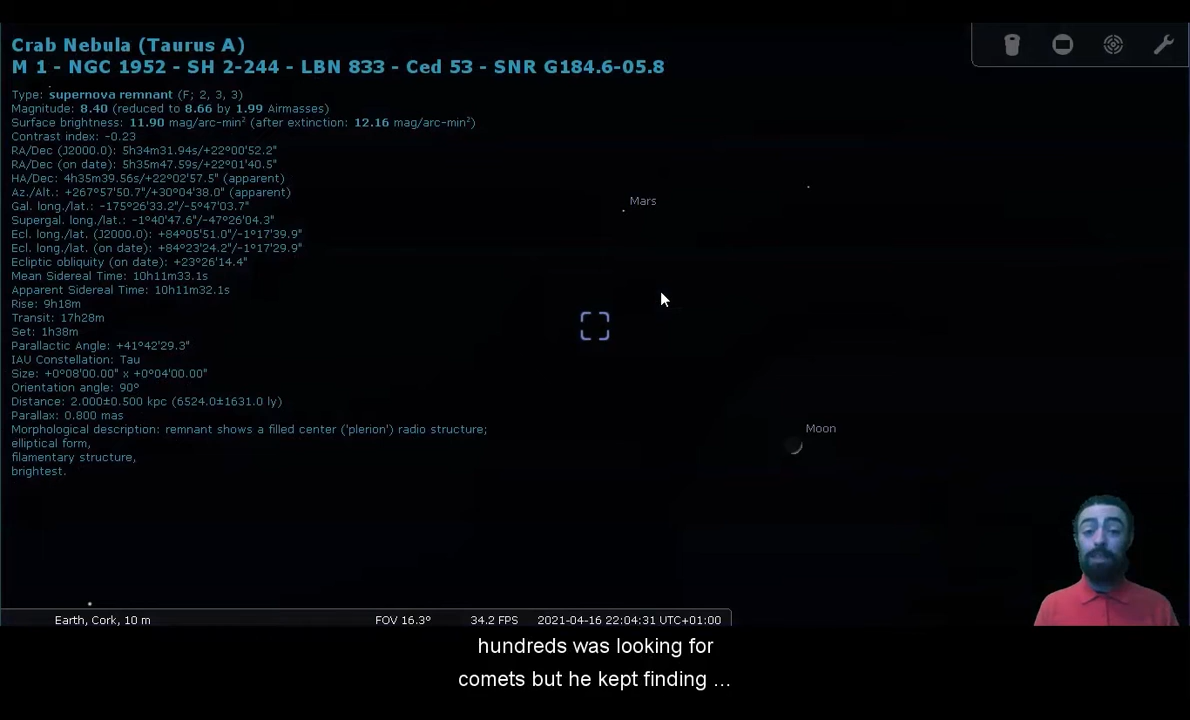 Crab Nebula (Taurus A)
M 1 - NGC 1952 - SH 2-244 - LBN 833 - Ced 53 - SNR G184.6-05.8
Type: supernova remnant (F; 2, 3, 3)
Magnitude: 8.40 (reduced to 8.66 by 1.99 Airmasses)
Surface brightness: 11.90 mag/arc-min² (after extinction: 12.16 mag/arc-min²)
Contrast index: -0.23
RA/Dec (J2000.0): 5h34m31.94s/+22°00'52.2"
RA/Dec (on date): 5h35m47.59s/+22°01'40.5"
HA/Dec: 4h35m39.56s/+22°02'57.5" (apparent)
Az./Alt.: +267°57'50.7"/+30°04'38.0" (apparent)
Gal. long./lat.: -175°26'33.2"/-5°47'03.7"
Supergal. long./lat.: -1°40'47.6"/-47°26'04.3"
Ecl. long./lat. (J2000.0): +84°05'51.0"/-1°17'39.9"
Ecl. long./lat. (on date): +84°23'24.2"/-1°17'29.9"
Ecliptic obliquity (on date): +23°26'14.4"
Mean Sidereal Time: 10h11m33.1s
Apparent Sidereal Time: 10h11m32.1s
Rise: 9h18m
Transit: 17h28m
Set: 1h38m
Parallactic Angle: +41°42'29.3"
IAU Constellation: Tau
Size: +0°08'00.00" x +0°04'00.00"
Orientation angle: 90°
Distance: 2.000±0.500 kpc (6524.0±1631.0 ly)
Parallax: 0.800 mas
Morphological description: remnant shows a filled center ('plerion') radio structure;
elliptical form,
filamentary structure,
brightest.
Mars
Moon
Earth, Cork, 10 m FOV 16.3° 34.2 FPS 2021-04-16 22:04:31 UTC+01:00
hundreds was looking for
comets but he kept finding ...